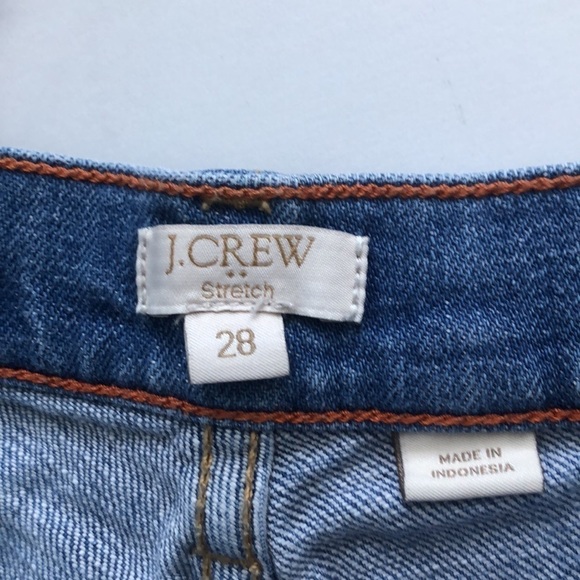 J.CREW
Stretch
28
MADE IN
INDONESIA